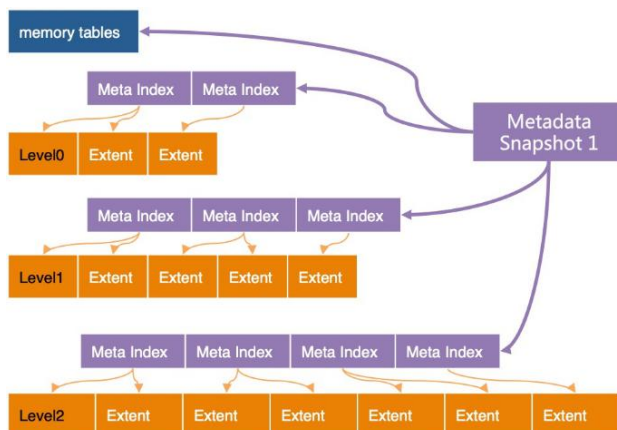 memory tables
Meta Index Meta Index
Metadata
Snapshot 1
Level0 Extent Extent
Meta Index Meta Index Meta Index
Level1 Extent Extent Extent Extent
Meta Index Meta Index Meta Index Meta Index
Level2 Extent Extent Extent Extent Extent Extent